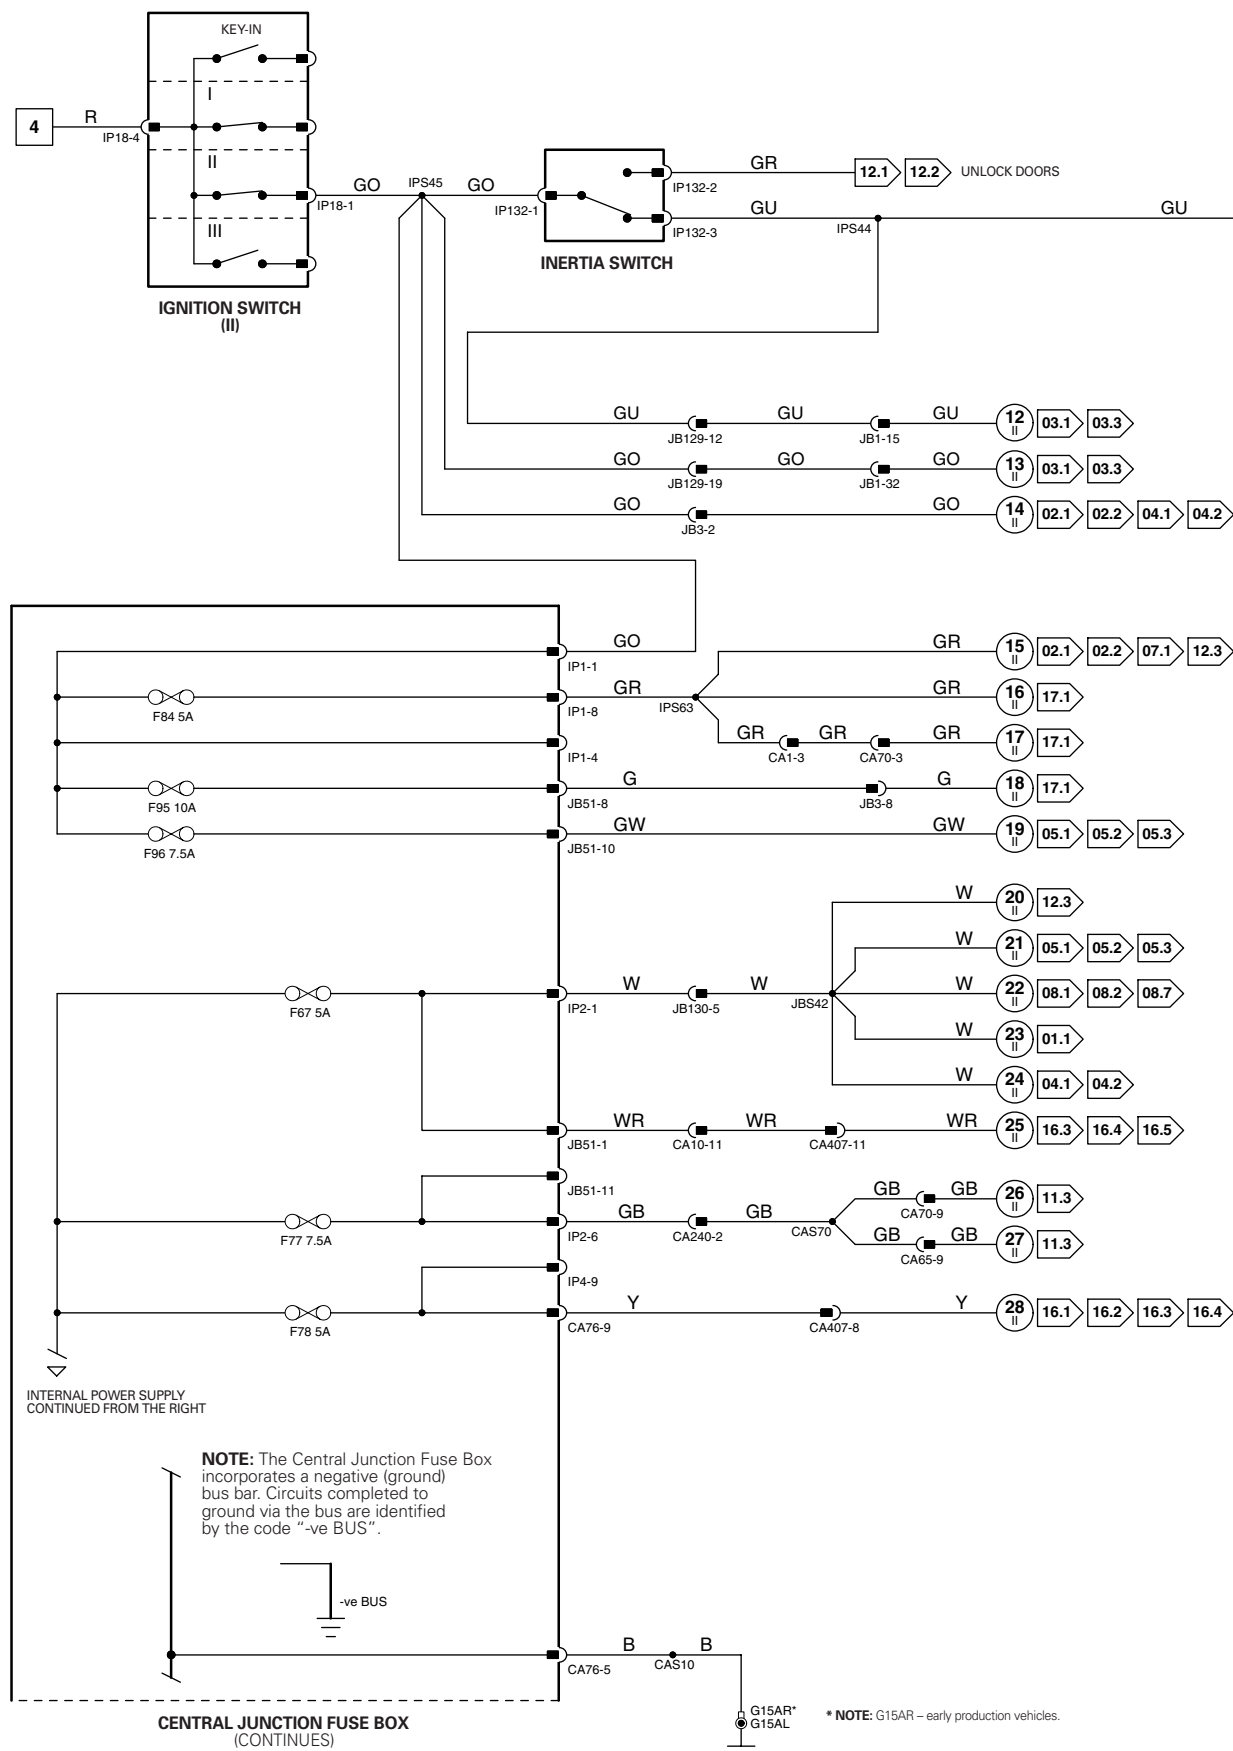 KEY-IN
I
4 R IP18-4
II
GO IPS45 GO
IP18-1 IP132-1
III
GR 12.1 12.2 UNLOCK DOORS
IP132-2
GU GU
IP132-3 IPS44
INERTIA SWITCH
IGNITION SWITCH
(II)
GU GU GU 12 II 03.1 03.3
JB129-12 JB1-15
GO GO GO 13 II 03.1 03.3
JB129-19 JB1-32
GO GO 14 II 02.1 02.2 04.1 04.2
JB3-2
GO GR 15 II 02.1 02.2 07.1 12.3
IP1-1
GR GR 16 II 17.1
F84 5A IP1-8 IPS63
GR GR GR 17 II 17.1
IP1-4 CA1-3 CA70-3
G G 18 II 17.1
F95 10A JB51-8 JB3-8
GW GW 19 II 05.1 05.2 05.3
F96 7.5A JB51-10
W 20 II 12.3
W 21 II 05.1 05.2 05.3
W W W 22 II 08.1 08.2 08.7
F67 5A IP2-1 JB130-5 JBS42
W 23 II 01.1
W 24 II 04.1 04.2
WR WR WR 25 II 16.3 16.4 16.5
JB51-1 CA10-11 CA407-11
JB51-11
GB GB 26 II 11.3
CA70-9
GB GB
F77 7.5A IP2-6 CA240-2 CAS70
GB GB 27 II 11.3
CA65-9
IP4-9
Y Y 28 II 16.1 16.2 16.3 16.4
F78 5A CA76-9 CA407-8
INTERNAL POWER SUPPLY
CONTINUED FROM THE RIGHT
NOTE: The Central Junction Fuse Box
incorporates a negative (ground)
bus bar. Circuits completed to
ground via the bus are identified
by the code “-ve BUS”.
-ve BUS
B B
CA76-5 CAS10
G15AR*
G15AL
* NOTE: G15AR – early production vehicles.
CENTRAL JUNCTION FUSE BOX
(CONTINUES)